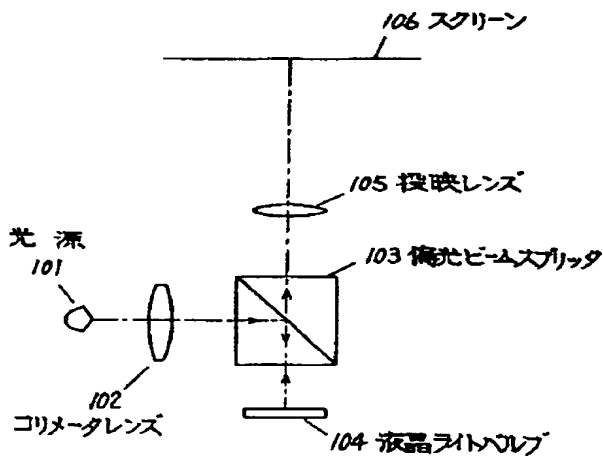 106 スクリーン
105 投映レンズ
光源
101
103 偏光ビームスプリッタ
102
コリメータレンズ
104 液晶ライトバルブ